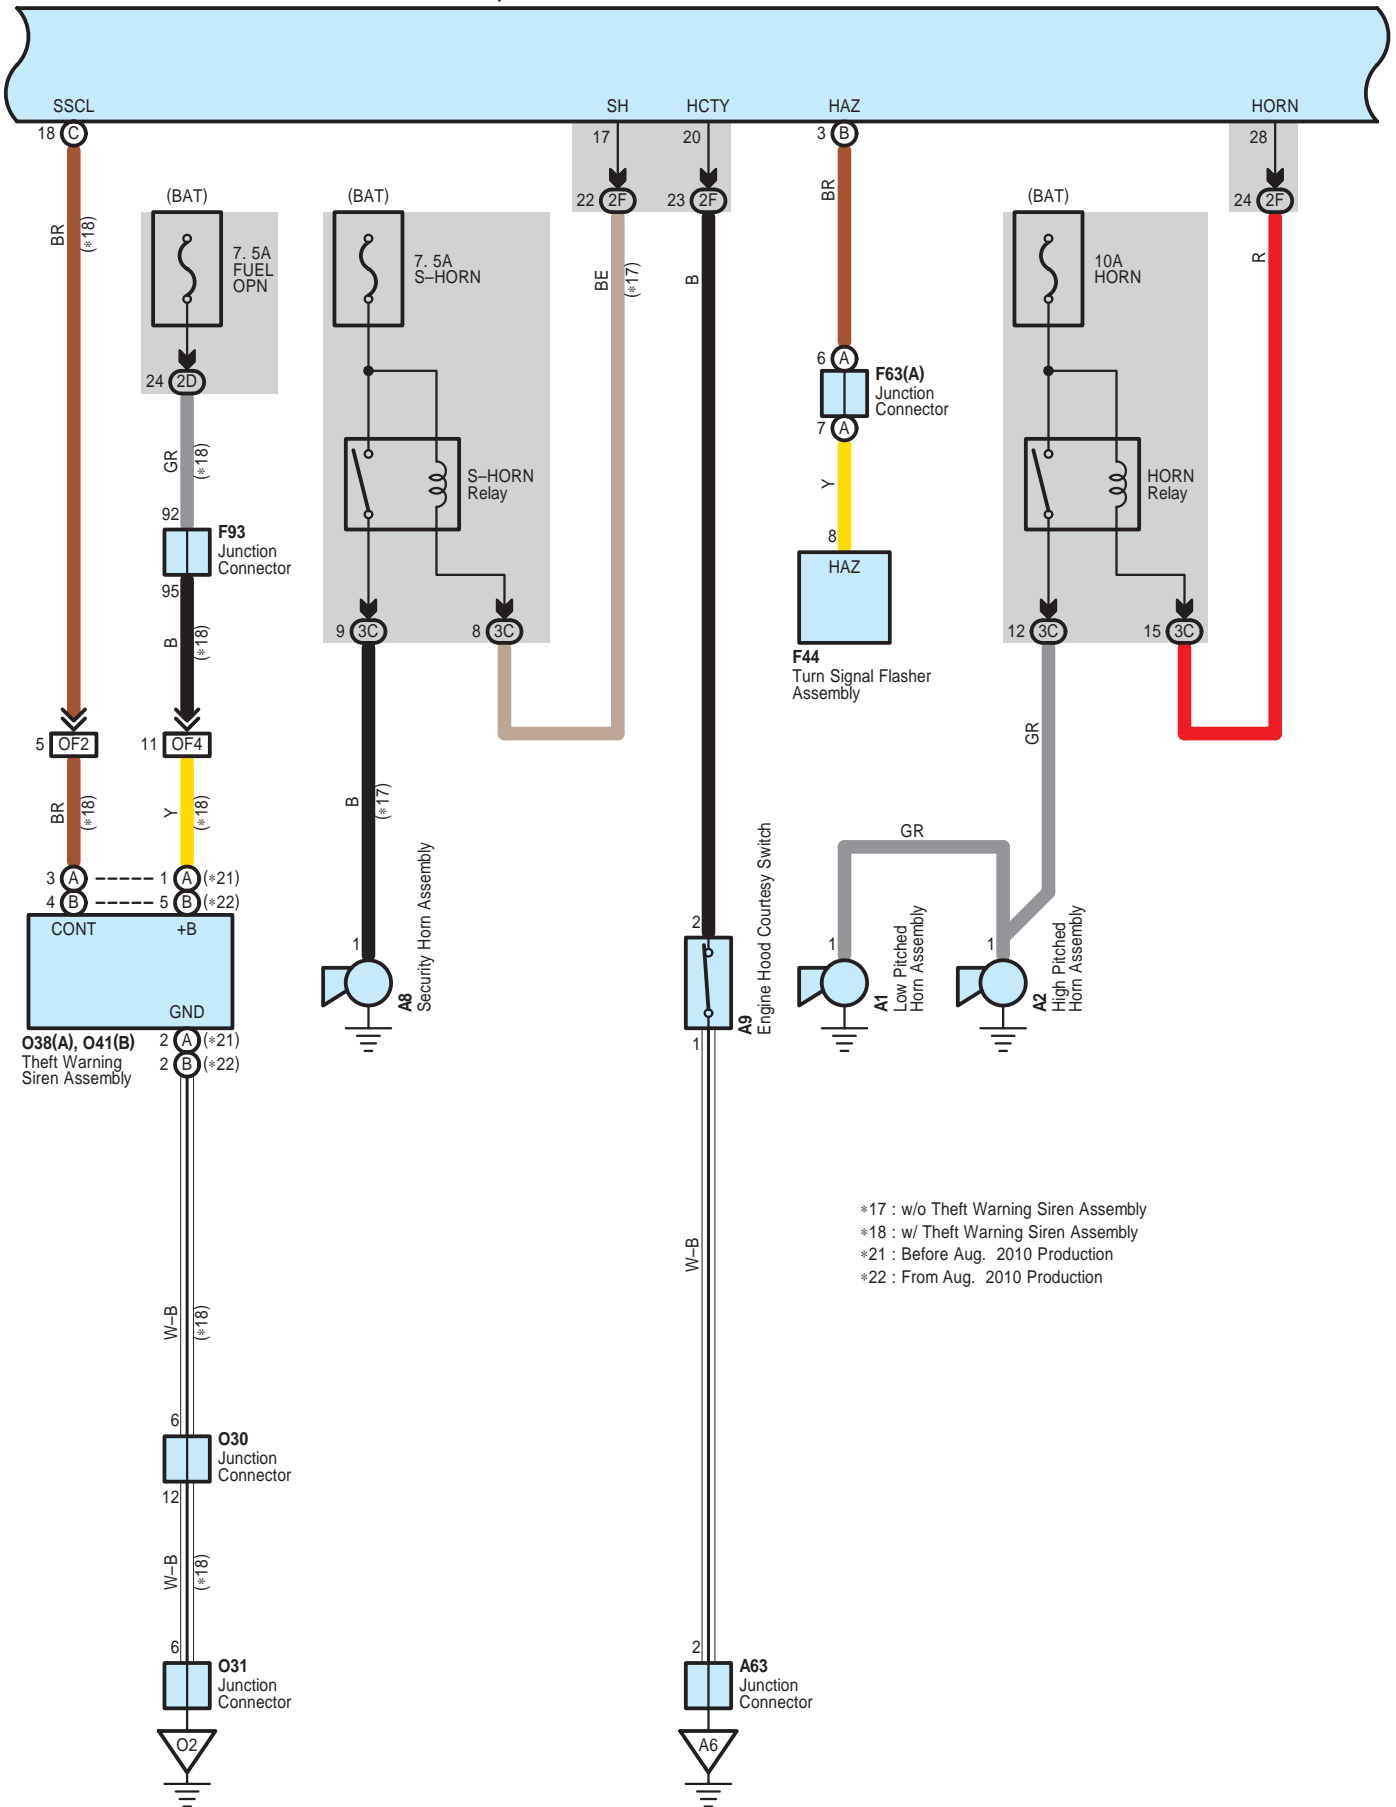 SSCL SH HCTY HAZ HORN
18 C 17 20 3 B 28
22 2F 23 2F 24 2F
(BAT) (BAT) (BAT)
BR (*18)
7. 5A
FUEL
OPN
7. 5A
S–HORN
BE (*17)
B
BR
10A
HORN
R
24 2D
6 A
F63(A)
Junction
Connector
7 A
GR (*18)
S–HORN
Relay
Y
HORN
Relay
92
F93
Junction
Connector
95
8
HAZ
B (*18)
9 3C 8 3C
12 3C 15 3C
F44
Turn Signal Flasher
Assembly
5 OF2 11 OF4
GR
BR (*18) Y (*18)
B (*17)
GR
3 A 1 A (*21)
4 B 5 B (*22)
CONT +B
GND
O38(A), O41(B)
Theft Warning
Siren Assembly
2 A (*21)
2 B (*22)
1
A8
Security Horn Assembly
2
A9
Engine Hood Courtesy Switch
1
1
A1
Low Pitched
Horn Assembly
1
A2
High Pitched
Horn Assembly
*17 : w/o Theft Warning Siren Assembly
*18 : w/ Theft Warning Siren Assembly
*21 : Before Aug. 2010 Production
*22 : From Aug. 2010 Production
W–B
W–B (*18)
6
O30
Junction
Connector
12
W–B (*18)
6
O31
Junction
Connector
O2
2
A63
Junction
Connector
A6